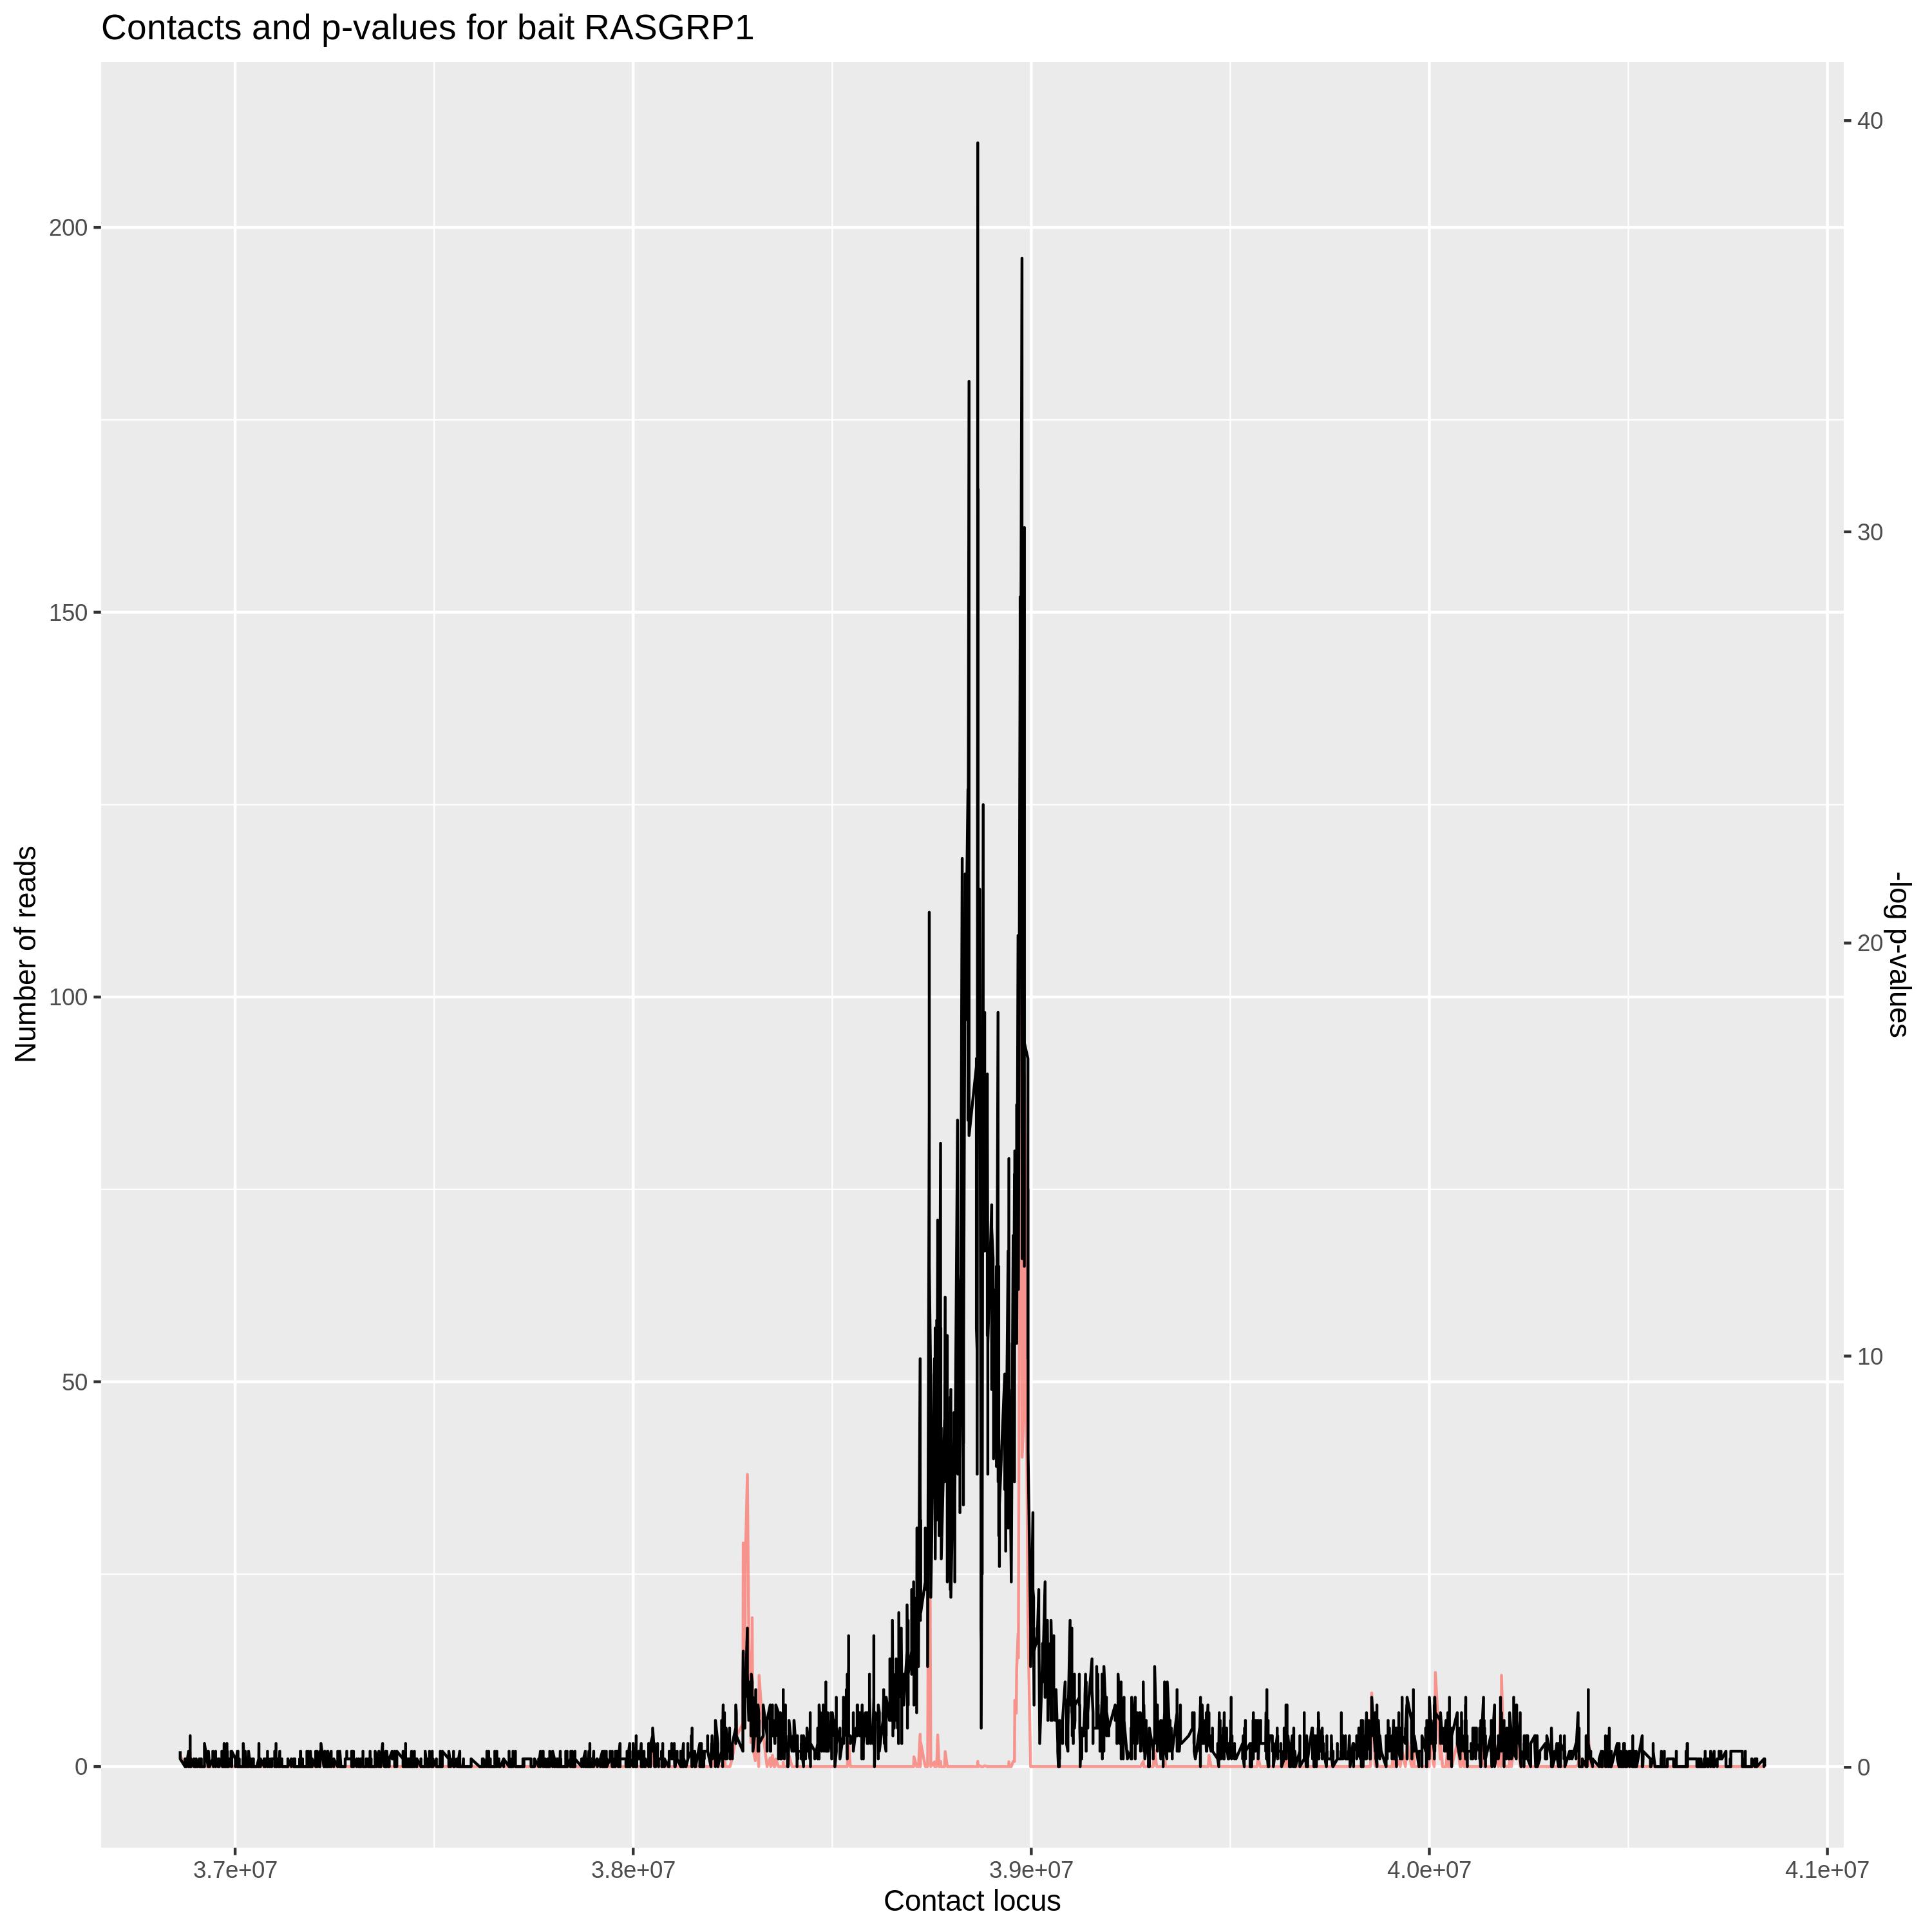 Contacts and p-values for bait RASGRP1
200
150
100
50
0
Number of reads
40
30
20
10
0
-log p-values
3.7e+07 3.8e+07 3.9e+07 4.0e+07 4.1e+07
Contact locus